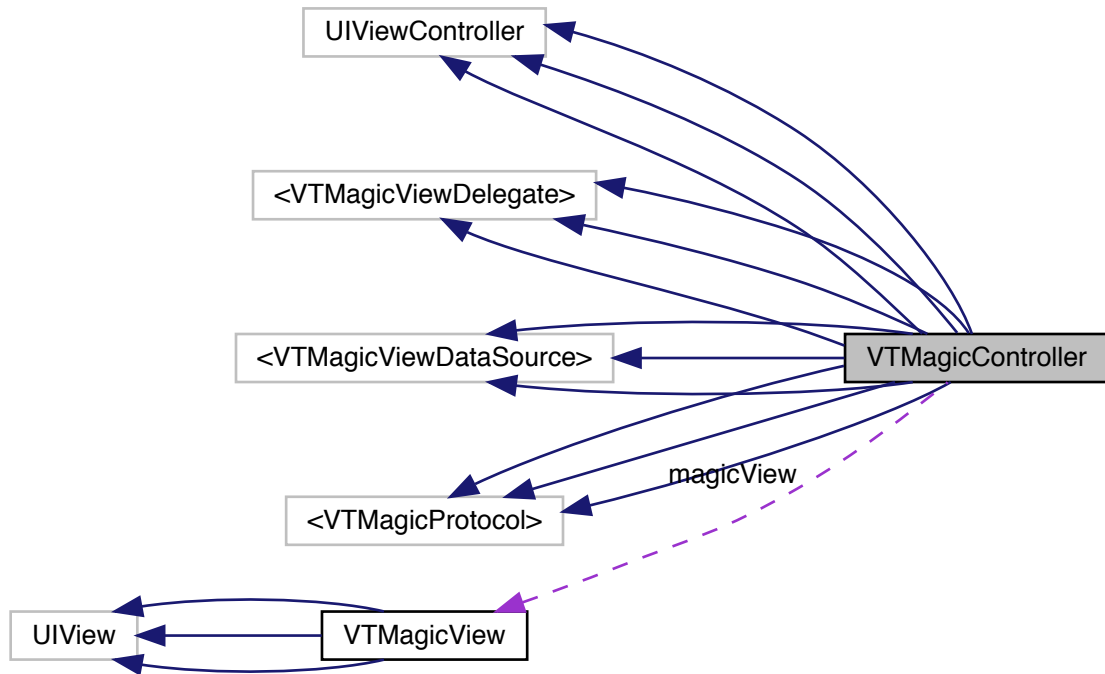 UIViewController
<VTMagicViewDelegate>
<VTMagicViewDataSource>
VTMagicController
<VTMagicProtocol>
magicView
UIView
VTMagicView